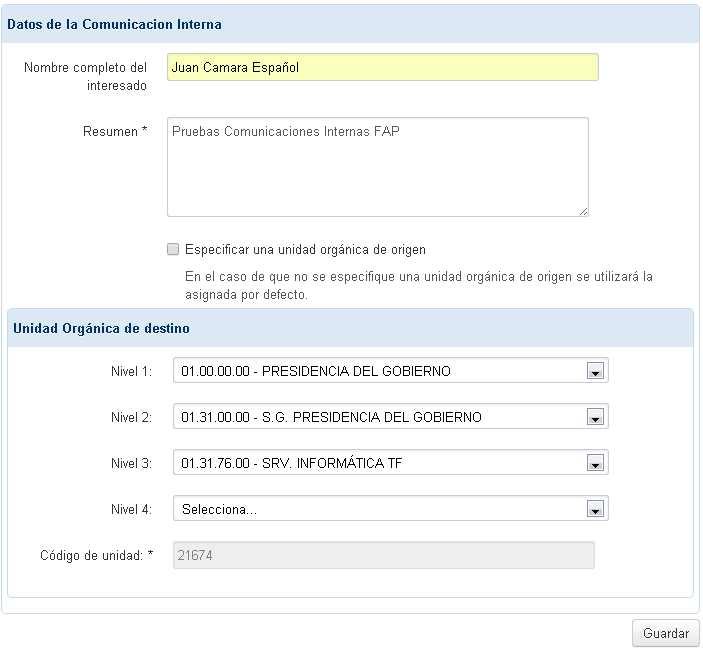 Datos de la Comunicacion Interna
Nombre completo del
interesado
Juan Camara Español
Resumen *
Pruebas Comunicaciones Internas FAP
Especificar una unidad orgánica de origen
En el caso de que no se especifique una unidad orgánica de origen se utilizará la
asignada por defecto.
Unidad Orgánica de destino
Nivel 1:
01.00.00.00 - PRESIDENCIA DEL GOBIERNO
Nivel 2:
01.31.00.00 - S.G. PRESIDENCIA DEL GOBIERNO
Nivel 3:
01.31.76.00 - SRV. INFORMÁTICA TF
Nivel 4:
Selecciona...
Código de unidad: *
21674
Guardar